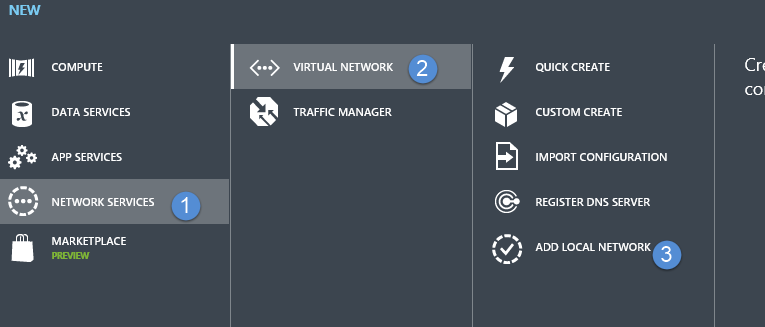 NEW
COMPUTE
DATA SERVICES
APP SERVICES
NETWORK SERVICES 1
MARKETPLACE
PREVIEW
VIRTUAL NETWORK 2
TRAFFIC MANAGER
QUICK CREATE
CUSTOM CREATE
IMPORT CONFIGURATION
REGISTER DNS SERVER
ADD LOCAL NETWORK 3
Cre
co